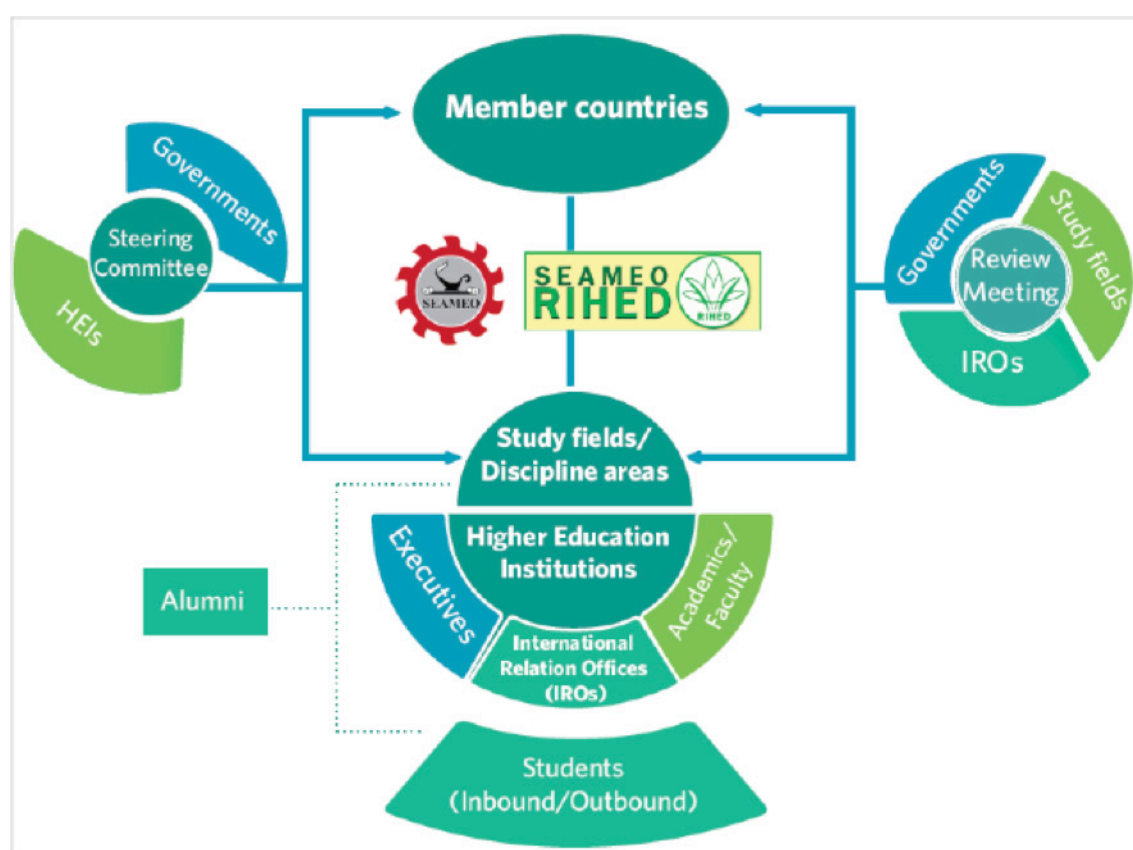 Member countries
Governments
Steering
Committee
HEIs
SEAMEO
SEAMEO
RIHED
RIHED
Governments
Study fields
Review
Meeting
IROs
Study fields/
Discipline areas
Higher Education
Institutions
Executives
Academics/
Faculty
International
Relation Offices
(IROs)
Alumni
Students
(Inbound/Outbound)